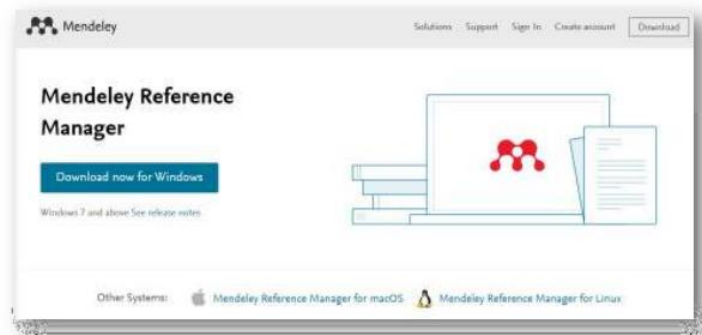 Mendeley
Solutions Support Sign In Create account Download
Mendeley Reference
Manager
Download now for Windows
Windows 7 and above See release notes
Other Systems: Mendeley Reference Manager for macOS Mendeley Reference Manager for Linux